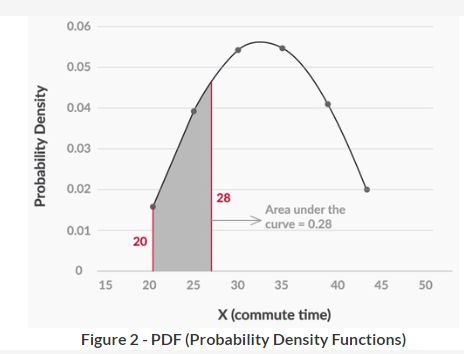 0.06
0.05
0.04
0.03
0.02
0.01
0
Probability Density
28
20
Area under the
curve = 0.28
15 20 25 30 35 40 45 50
X (commute time)
Figure 2 - PDF (Probability Density Functions)